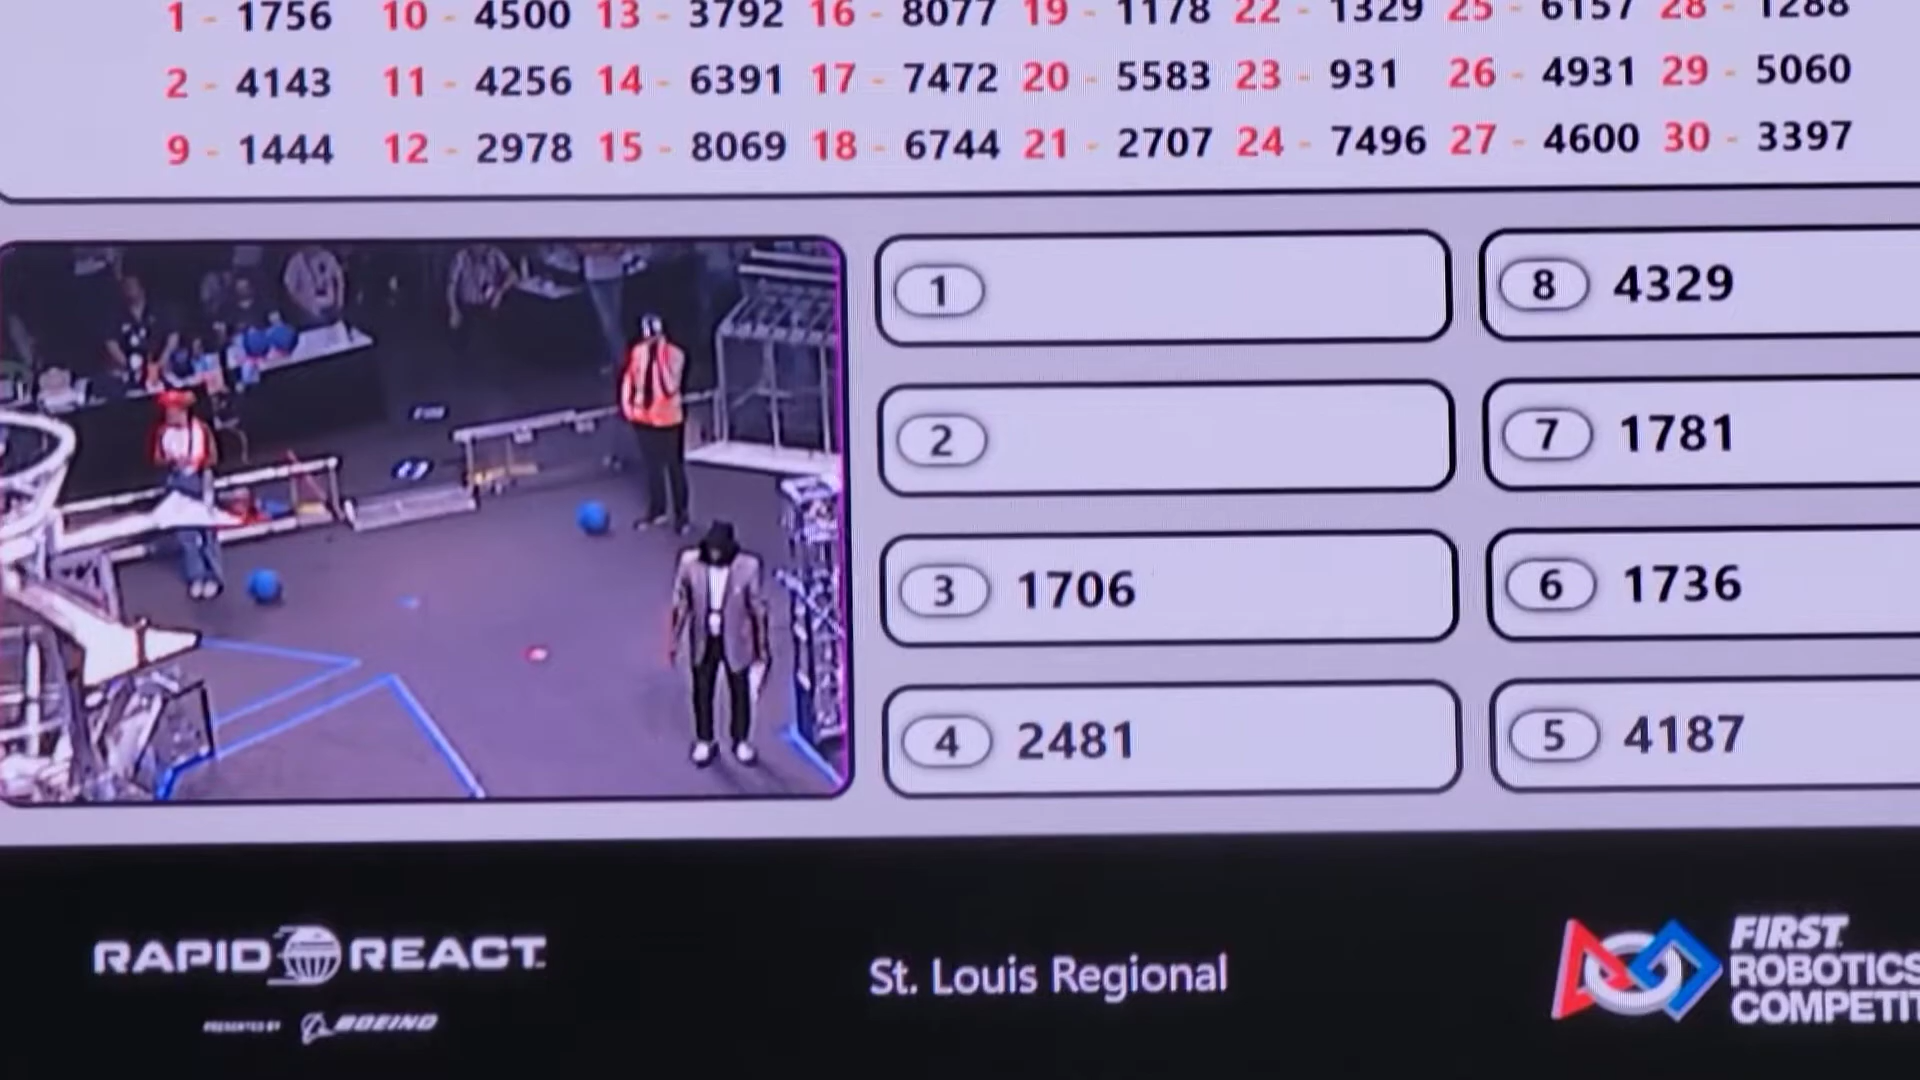 1 - 1756 10 - 4500 13 - 3792 16 - 8077 19 - 1178 22 - 1329 25 - 6157 28 - 1288
2 - 4143 11 - 4256 14 - 6391 17 - 7472 20 - 5583 23 - 931 26 - 4931 29 - 5060
9 - 1444 12 - 2978 15 - 8069 18 - 6744 21 - 2707 24 - 7496 27 - 4600 30 - 3397
1
8 4329
2
7 1781
3 1706
6 1736
4 2481
5 4187
RAPID REACT
PRESENTED BY BOEING
St. Louis Regional
FIRST
ROBOTICS
COMPETIT